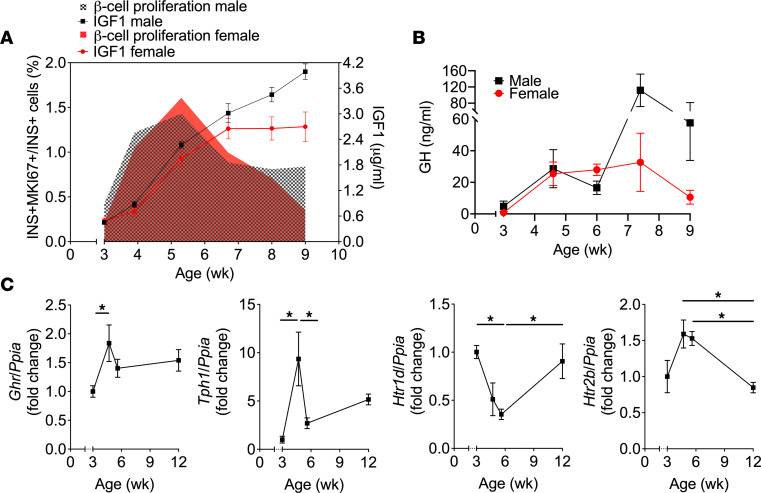 β-cell proliferation male
IGF1 male
β-cell proliferation female
IGF1 female
A
INS+MKI67+/INS+ cells (%)
2.0
1.5
1.0
0.5
0.0
4.2
3.6
3.0
2.4
1.8
1.2
0.6
0.0
IGF1 (µg/ml)
0 3 4 5 6 7 8 9 10
Age (wk)
B
Male
Female
GH (ng/ml)
160
120
80
60
40
20
0
0 3 4 5 6 7 8 9
Age (wk)
C
Ghr/Ppia
(fold change)
2.5
2.0
1.5
1.0
0.5
0.0
*
0 3 6 12
Age (wk)
Tph1/Ppia
(fold change)
15
10
5
0
* *
0 3 6 12
Age (wk)
Htr1d/Ppia
(fold change)
1.5
1.0
0.5
0.0
* *
0 3 6 12
Age (wk)
Htr2b/Ppia
(fold change)
2.0
1.5
1.0
0.5
0.0
*
*
0 3 6 12
Age (wk)